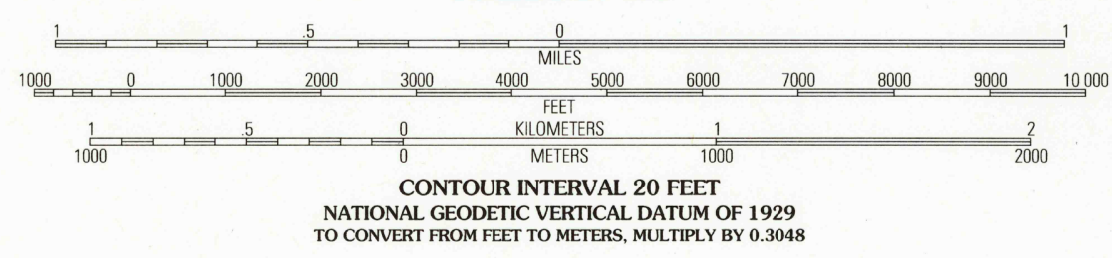 1 .5 0 1
MILES
1000 0 1000 2000 3000 4000 5000 6000 7000 8000 9000 10 000
FEET
1 .5 0 KILOMETERS 1 2
1000 0 METERS 1000 2000
CONTOUR INTERVAL 20 FEET
NATIONAL GEODETIC VERTICAL DATUM OF 1929
TO CONVERT FROM FEET TO METERS, MULTIPLY BY 0.3048